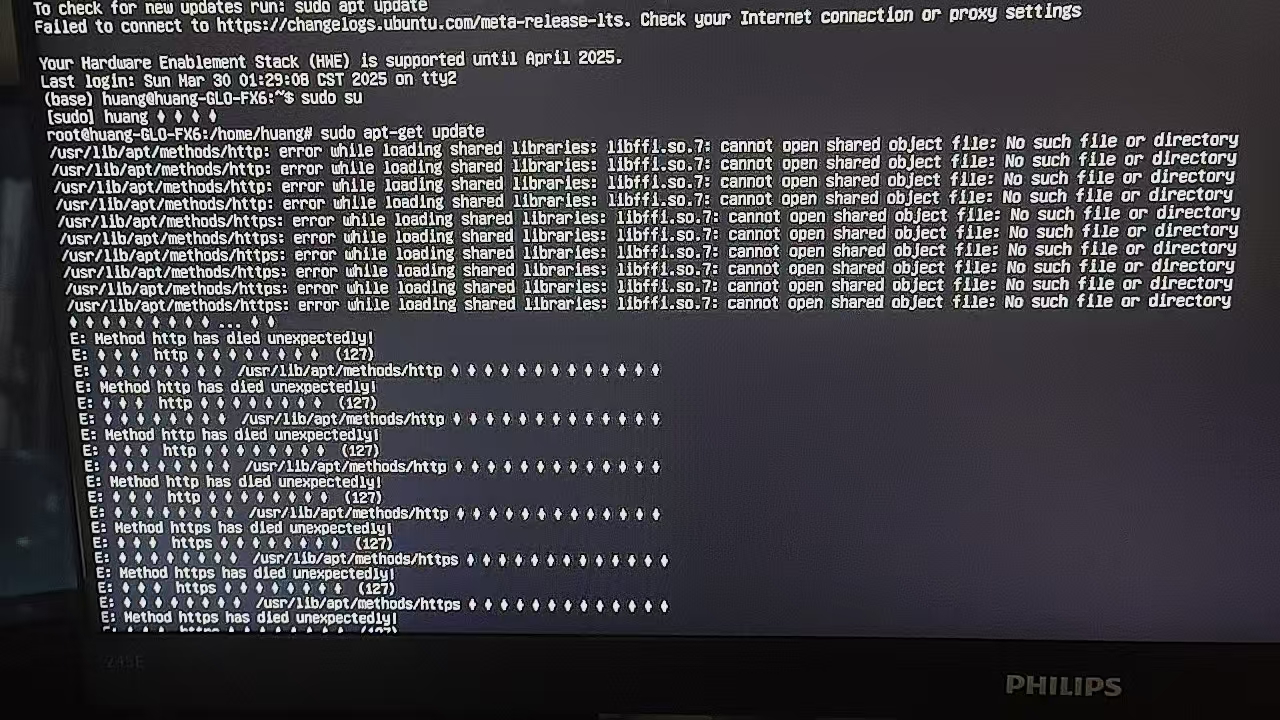 To check for new updates run: sudo apt update
Failed to connect to https://changelogs.ubuntu.com/meta-release-lts. Check your Internet connection or proxy settings
Your Hardware Enablement Stack (HWE) is supported until April 2025.
Last login: Sun Mar 30 01:29:08 CST 2025 on tty2
(base) huang@huang-GLO-FX6:~$ sudo su
[sudo] huang ♦ ♦ ♦ ♦
root@huang-GLO-FX6:/home/huang# sudo apt-get update
/usr/lib/apt/methods/http: error while loading shared libraries: libffi.so.7: cannot open shared object file: No such file or directory
/usr/lib/apt/methods/http: error while loading shared libraries: libffi.so.7: cannot open shared object file: No such file or directory
/usr/lib/apt/methods/http: error while loading shared libraries: libffi.so.7: cannot open shared object file: No such file or directory
/usr/lib/apt/methods/http: error while loading shared libraries: libffi.so.7: cannot open shared object file: No such file or directory
/usr/lib/apt/methods/https: error while loading shared libraries: libffi.so.7: cannot open shared object file: No such file or directory
/usr/lib/apt/methods/https: error while loading shared libraries: libffi.so.7: cannot open shared object file: No such file or directory
/usr/lib/apt/methods/https: error while loading shared libraries: libffi.so.7: cannot open shared object file: No such file or directory
/usr/lib/apt/methods/https: error while loading shared libraries: libffi.so.7: cannot open shared object file: No such file or directory
/usr/lib/apt/methods/https: error while loading shared libraries: libffi.so.7: cannot open shared object file: No such file or directory
/usr/lib/apt/methods/https: error while loading shared libraries: libffi.so.7: cannot open shared object file: No such file or directory
♦ ♦ ♦ ♦ ♦ ♦ ♦ ♦ ♦ ... ♦ ♦
E: Method http has died unexpectedly!
E: ♦ ♦ ♦ http ♦ ♦ ♦ ♦ ♦ ♦ ♦ ♦ (127)
E: ♦ ♦ ♦ ♦ ♦ ♦ ♦ ♦ /usr/lib/apt/methods/http ♦ ♦ ♦ ♦ ♦ ♦ ♦ ♦ ♦ ♦ ♦ ♦ ♦
E: Method http has died unexpectedly!
E: ♦ ♦ ♦ http ♦ ♦ ♦ ♦ ♦ ♦ ♦ ♦ (127)
E: ♦ ♦ ♦ ♦ ♦ ♦ ♦ ♦ /usr/lib/apt/methods/http ♦ ♦ ♦ ♦ ♦ ♦ ♦ ♦ ♦ ♦ ♦ ♦ ♦
E: Method http has died unexpectedly!
E: ♦ ♦ ♦ http ♦ ♦ ♦ ♦ ♦ ♦ ♦ ♦ (127)
E: ♦ ♦ ♦ ♦ ♦ ♦ ♦ ♦ /usr/lib/apt/methods/http ♦ ♦ ♦ ♦ ♦ ♦ ♦ ♦ ♦ ♦ ♦ ♦ ♦
E: Method http has died unexpectedly!
E: ♦ ♦ ♦ http ♦ ♦ ♦ ♦ ♦ ♦ ♦ ♦ (127)
E: ♦ ♦ ♦ ♦ ♦ ♦ ♦ ♦ /usr/lib/apt/methods/http ♦ ♦ ♦ ♦ ♦ ♦ ♦ ♦ ♦ ♦ ♦ ♦ ♦
E: Method https has died unexpectedly!
E: ♦ ♦ ♦ https ♦ ♦ ♦ ♦ ♦ ♦ ♦ ♦ (127)
E: ♦ ♦ ♦ ♦ ♦ ♦ ♦ ♦ /usr/lib/apt/methods/https ♦ ♦ ♦ ♦ ♦ ♦ ♦ ♦ ♦ ♦ ♦ ♦ ♦
E: Method https has died unexpectedly!
E: ♦ ♦ ♦ https ♦ ♦ ♦ ♦ ♦ ♦ ♦ ♦ (127)
E: ♦ ♦ ♦ ♦ ♦ ♦ ♦ ♦ /usr/lib/apt/methods/https ♦ ♦ ♦ ♦ ♦ ♦ ♦ ♦ ♦ ♦ ♦ ♦ ♦
E: Method https has died unexpectedly!
E: ♦ ♦ ♦ https ♦ ♦ ♦ ♦ ♦ ♦ ♦ ♦ (127)
245E
PHILIPS